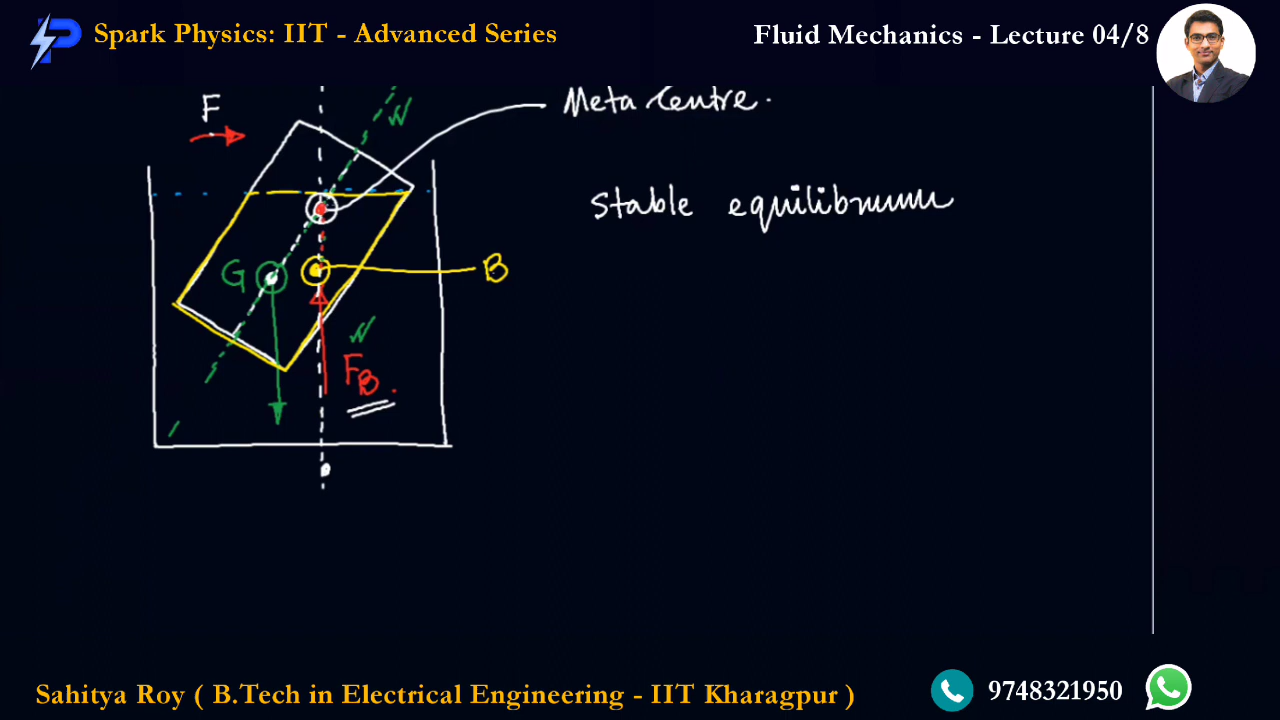 Spark Physics: IIT - Advanced Series
Fluid Mechanics - Lecture 04/8
F
Meta Centre.
stable equilibrium
G
B
FB.
Sahitya Roy ( B.Tech in Electrical Engineering - IIT Kharagpur )
9748321950